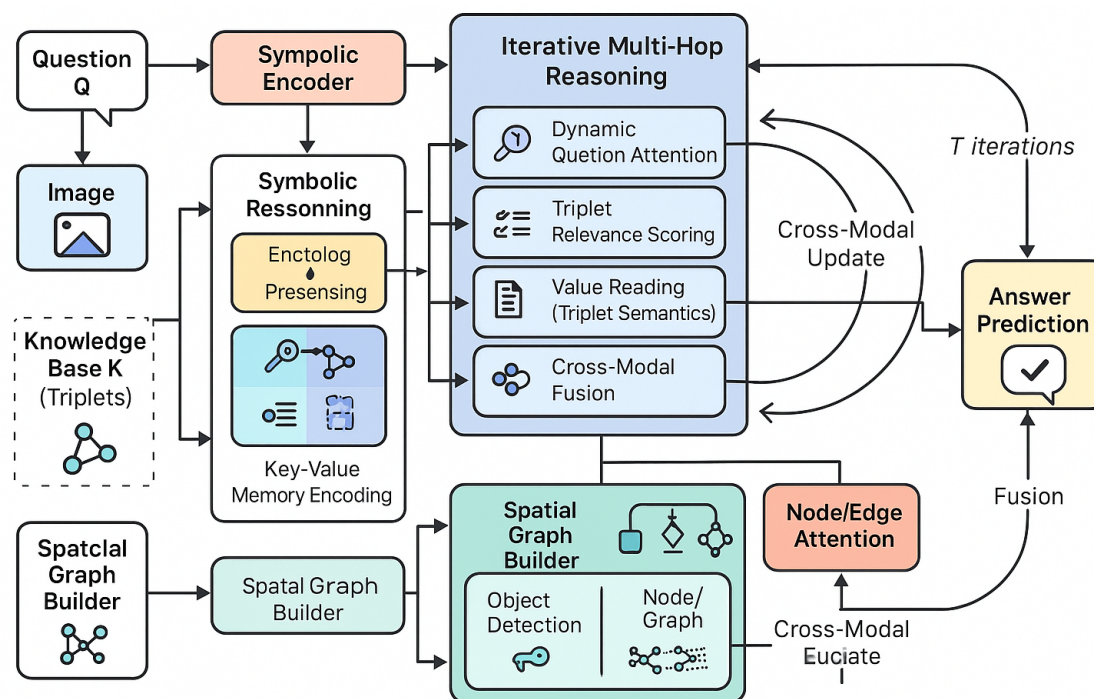 Question
Q
Sympolic
Encoder
Iterative Multi-Hop
Reasoning
Dynamic
Quetion Attention
T iterations
Image
Symbolic
Ressonning
Triplet
Relevance Scoring
Cross-Modal
Update
Enctolog
Presensing
Value Reading
(Triplet Semantics)
Answer
Prediction
Knowledge
Base K
(Triplets)
Cross-Modal
Fusion
Key-Value
Memory Encoding
Spatclal
Graph
Builder
Spatal Graph
Builder
Spatial
Graph
Builder
Node/Edge
Attention
Fusion
Object
Detection
Node/
Graph
Cross-Modal
Euciate